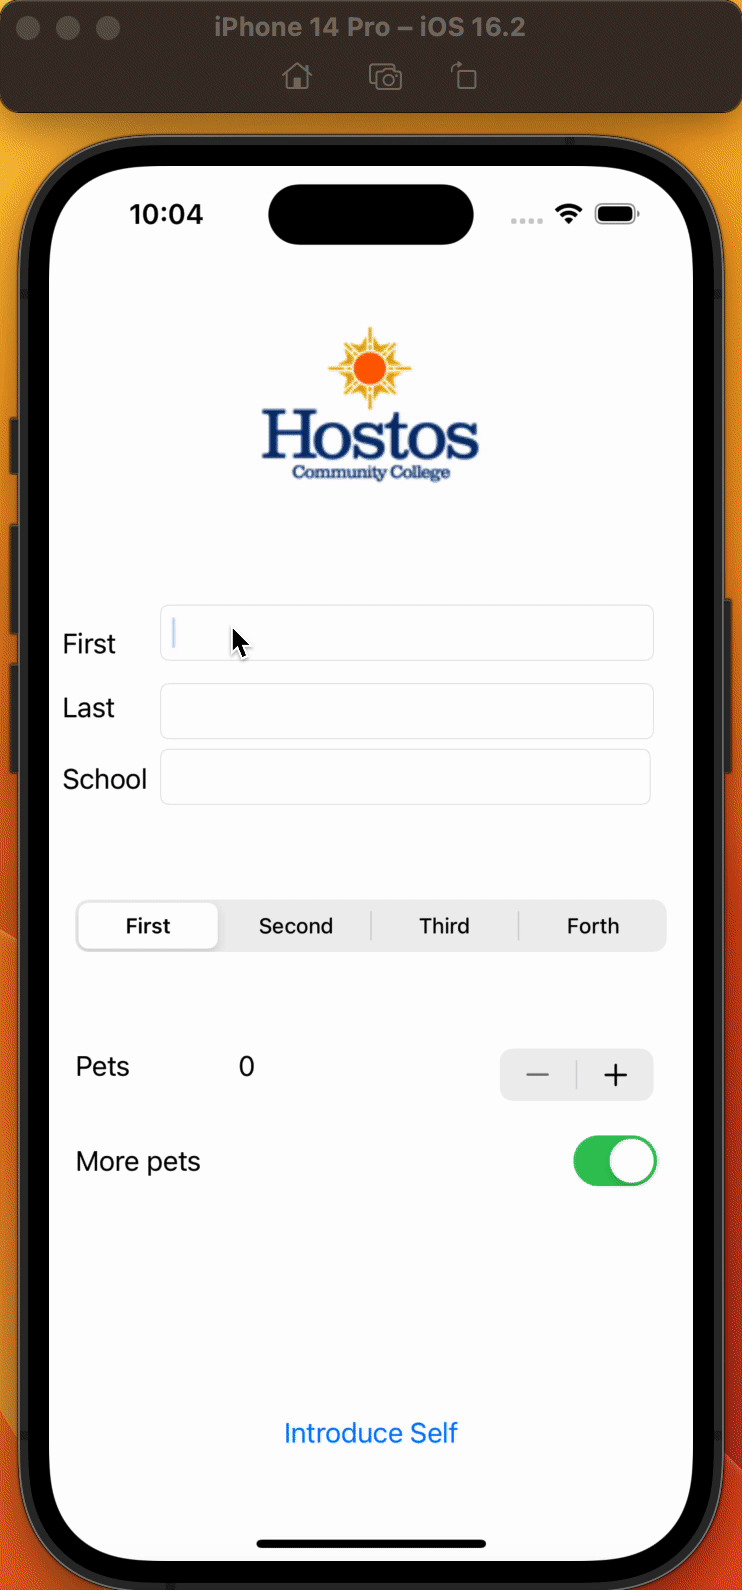 iPhone 14 Pro – iOS 16.2
10:04
Hostos
Community College
First
Last
School
First Second Third Forth
Pets 0
More pets
Introduce Self